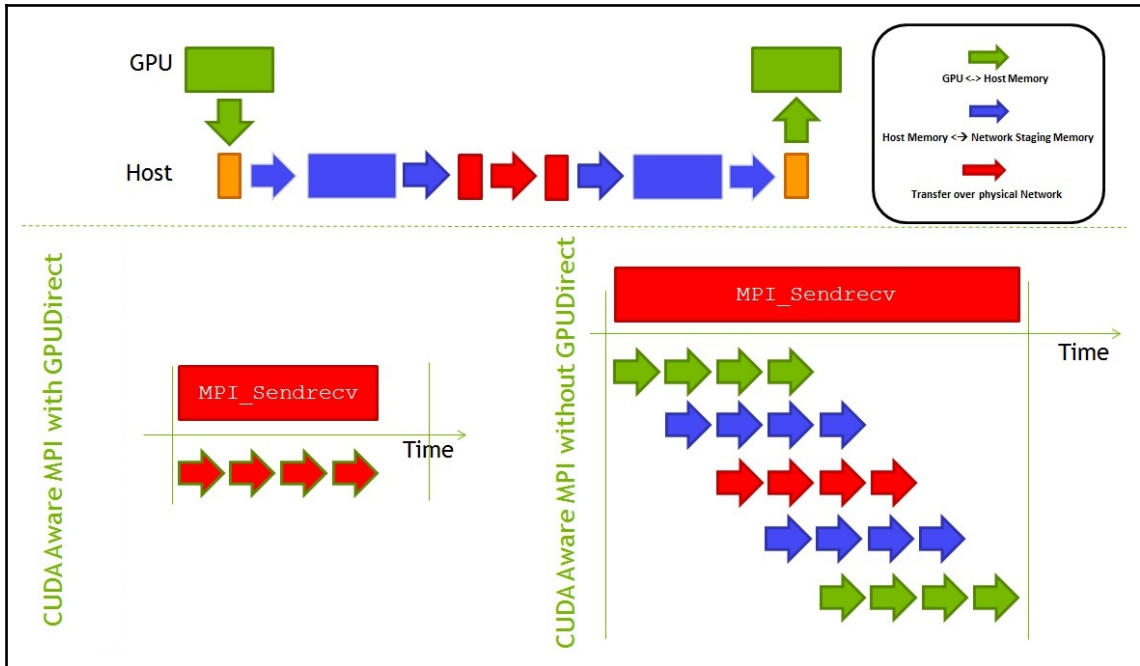 GPU
Host
GPU <-> Host Memory
Host Memory <→ Network Staging Memory
Transfer over physical Network
CUDA Aware MPI with GPUDirect
MPI_Sendrecv
Time
CUDA Aware MPI without GPUDirect
MPI_Sendrecv
Time